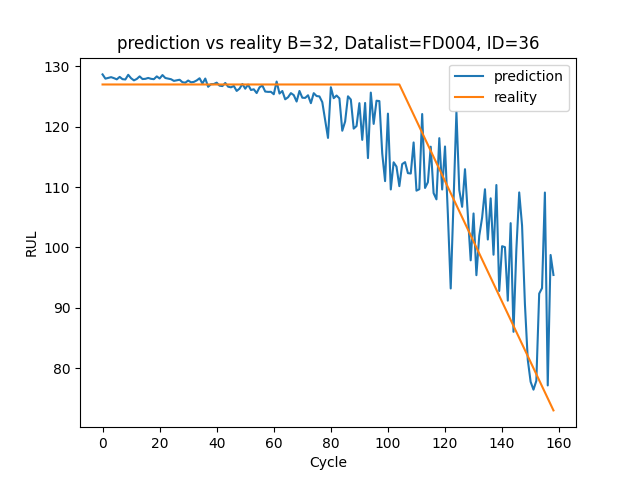 prediction vs reality B=32, Datalist=FD004, ID=36
prediction
reality
RUL
130
120
110
100
90
80
0 20 40 60 80 100 120 140 160
Cycle